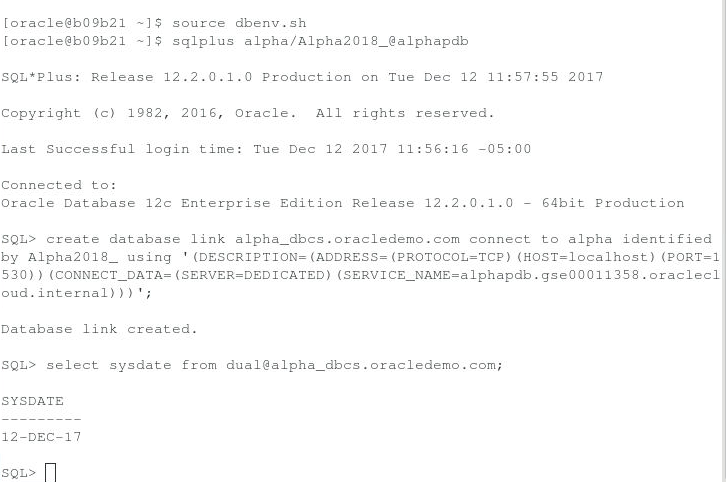 [oracle@b09b21 ~]$ source dbenv.sh
[oracle@b09b21 ~]$ sqlplus alpha/Alpha2018_@alphapdb
SQL*Plus: Release 12.2.0.1.0 Production on Tue Dec 12 11:57:55 2017
Copyright (c) 1982, 2016, Oracle.  All rights reserved.
Last Successful login time: Tue Dec 12 2017 11:56:16 -05:00
Connected to:
Oracle Database 12c Enterprise Edition Release 12.2.0.1.0 - 64bit Production
SQL> create database link alpha_dbcs.oracledemo.com connect to alpha identified
by Alpha2018_ using '(DESCRIPTION=(ADDRESS=(PROTOCOL=TCP)(HOST=localhost)(PORT=1
530))(CONNECT_DATA=(SERVER=DEDICATED)(SERVICE_NAME=alphapdb.gse00011358.oraclecl
oud.internal)))';
Database link created.
SQL> select sysdate from dual@alpha_dbcs.oracledemo.com;
SYSDATE
---------
12-DEC-17
SQL>